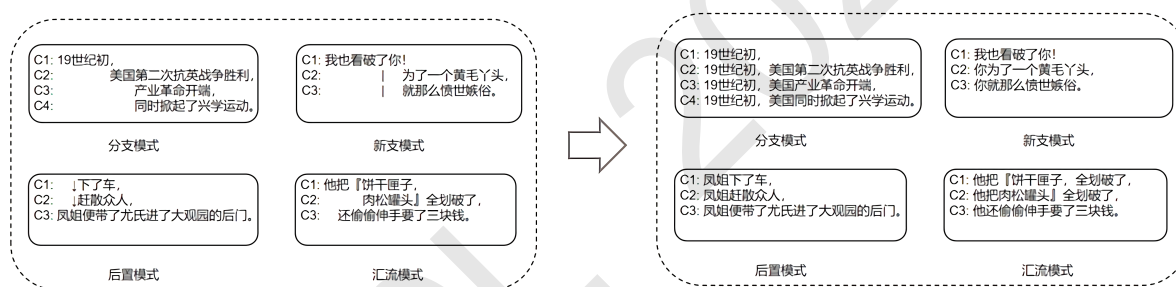 C1: 19世纪初,
C2: 美国第二次抗英战争胜利,
C3: 产业革命开端,
C4: 同时掀起了兴学运动。
分支模式
C1: 我也看破了你!
C2: | 为了一个黄毛丫头,
C3: | 就那么愤世嫉俗。
新支模式
C1: ↓下了车,
C2: ↓赶散众人,
C3: 凤姐便带了尤氏进了大观园的后门。
后置模式
C1: 他把『饼干匣子,
C2: 肉松罐头』全划破了,
C3: 还偷偷伸手要了三块钱。
汇流模式
C1: 19世纪初,
C2: 19世纪初, 美国第二次抗英战争胜利,
C3: 19世纪初, 美国产业革命开端,
C4: 19世纪初, 美国同时掀起了兴学运动。
分支模式
C1: 我也看破了你!
C2: 你为了一个黄毛丫头,
C3: 你就那么愤世嫉俗。
新支模式
C1: 凤姐下了车,
C2: 凤姐赶散众人,
C3: 凤姐便带了尤氏进了大观园的后门。
后置模式
C1: 他把『饼干匣子, 全划破了,
C2: 他把肉松罐头』全划破了,
C3: 他还偷偷伸手要了三块钱。
汇流模式